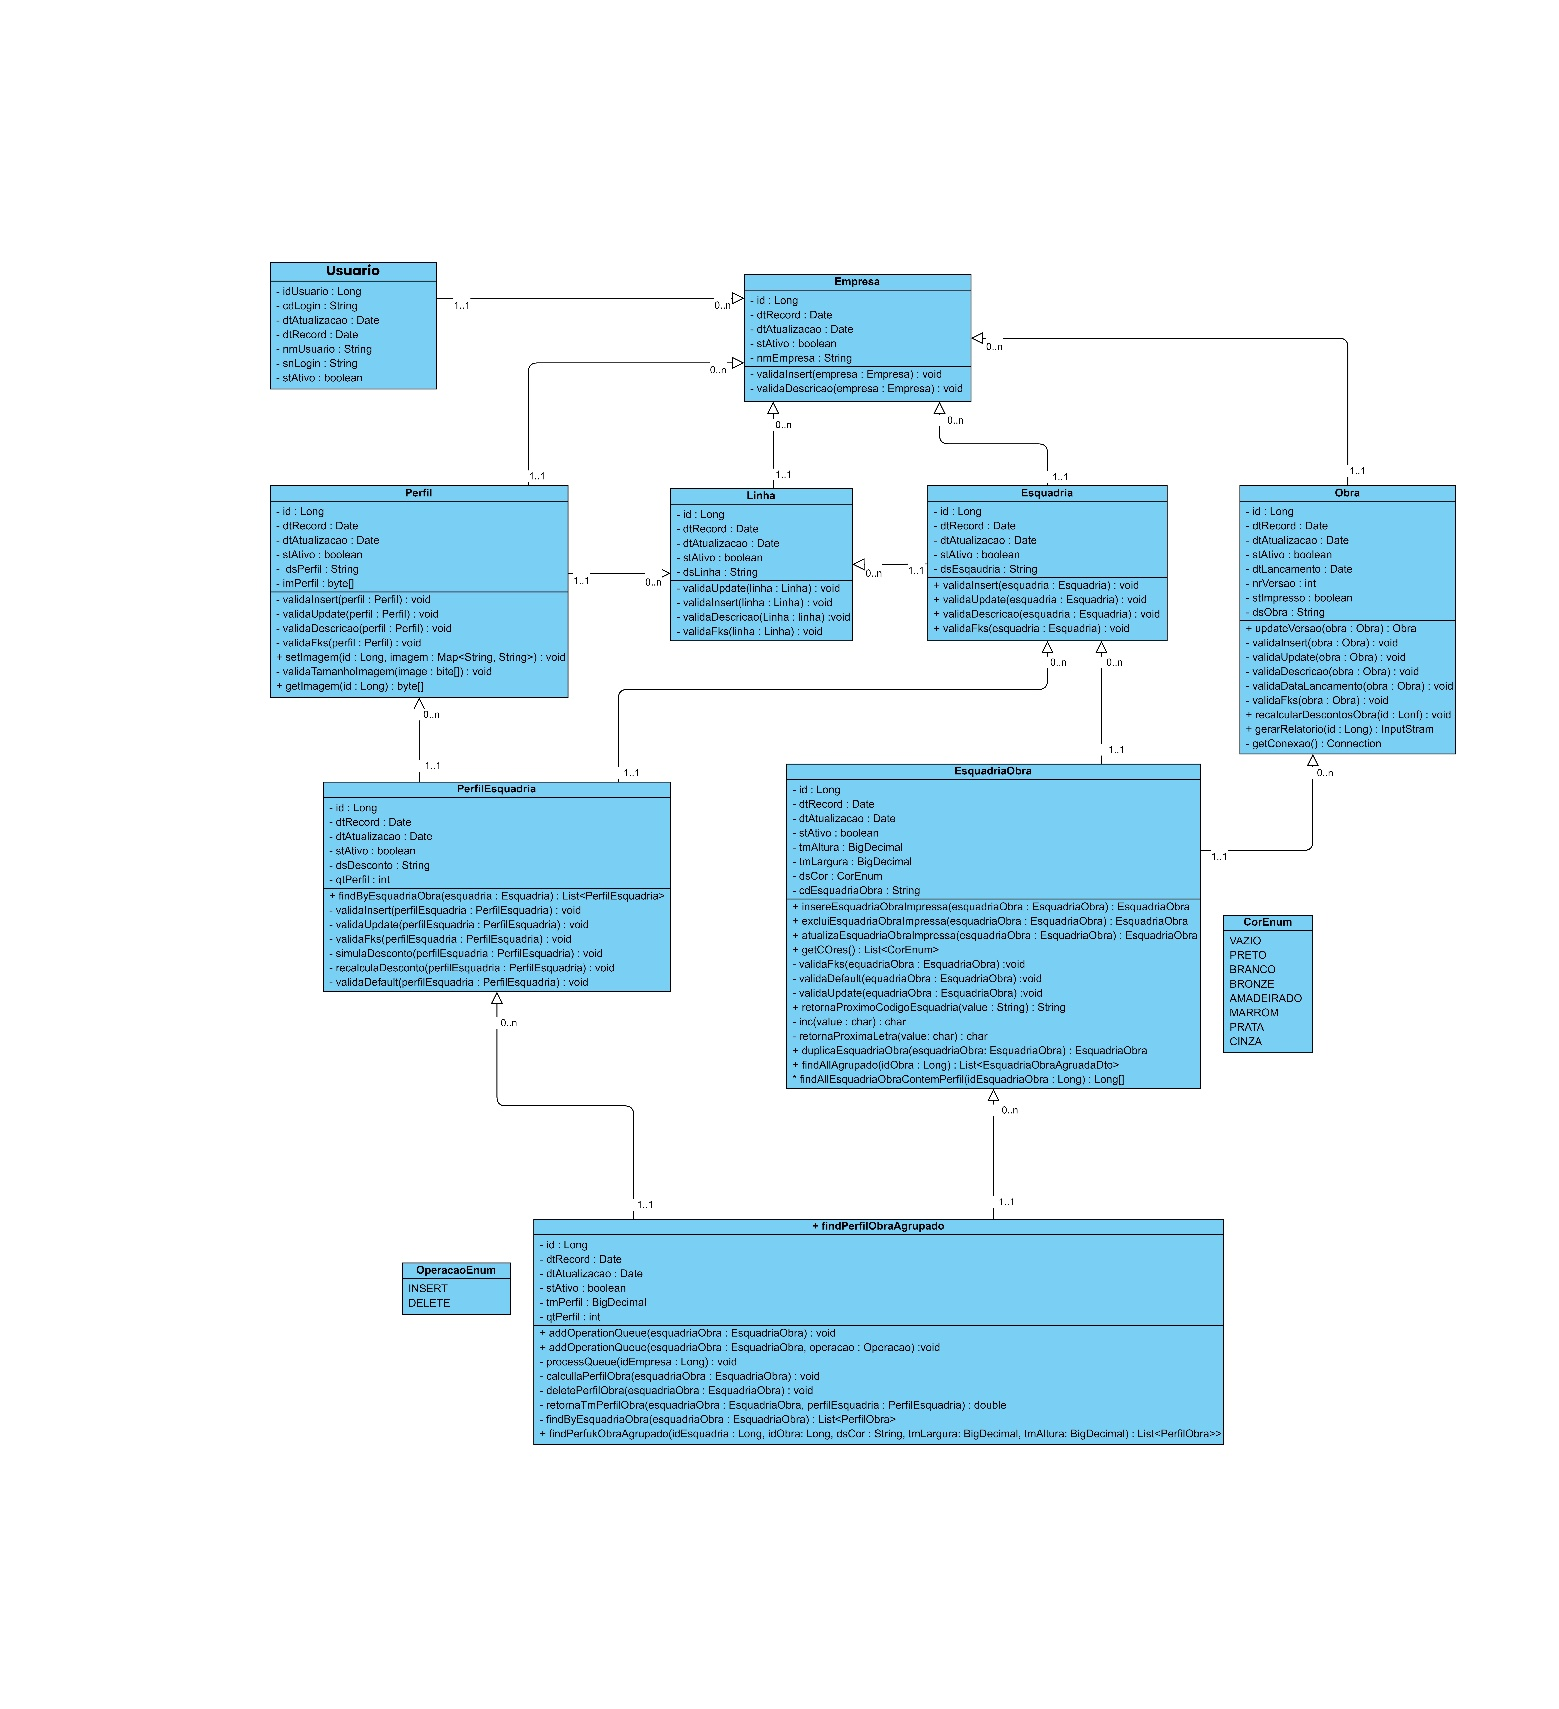 Usuario
- idUsuario : Long
- cdLogin : String
- dtAtualizacao : Date
- dtRecord : Date
- nmUsuario : String
- snLogin : String
- stAtivo : boolean
1..1
0..n
Empresa
- id : Long
- dtRecord : Date
- dtAtualizacao : Date
- stAtivo : boolean
- nmEmpresa : String
- validaInsert(empresa : Empresa) : void
- validaDescricao(empresa : Empresa) : void
0..n
0..n
0..n
0..n
1..1
1..1
1..1
1..1
Perfil
- id : Long
- dtRecord : Date
- dtAtualizacao : Date
- stAtivo : boolean
- dsPerfil : String
- imPerfil : byte[]
- validaInsert(perfil : Perfil) : void
- validaUpdate(perfil : Perfil) : void
- validaDescricao(perfil : Perfil) : void
- validaFks(perfil : Perfil) : void
+ setImagem(id : Long, imagem : Map<String, String>) : void
- validaTamanhoImagem(image : bite[]) : void
+ getImagem(id : Long) : byte[]
1..1
0..n
Linha
- id : Long
- dtRecord : Date
- dtAtualizacao : Date
- stAtivo : boolean
- dsLinha : String
- validaUpdate(linha : Linha) : void
- validaInsert(linha : Linha) : void
- validaDescricao(Linha : linha) :void
- validaFks(linha : Linha) : void
0..n
1..1
Esquadria
- id : Long
- dtRecord : Date
- dtAtualizacao : Date
- stAtivo : boolean
- dsEsqaudria : String
+ validaInsert(esquadria : Esquadria) : void
+ validaUpdate(esquadria : Esquadria) : void
+ validaDescricao(esquadria : Esquadria) : void
+ validaFks(esquadria : Esquadria) : void
Obra
- id : Long
- dtRecord : Date
- dtAtualizacao : Date
- stAtivo : boolean
- dtLancamento : Date
- nrVersao : int
- stImpresso : boolean
- dsObra : String
+ updateVersao(obra : Obra) : Obra
- validaInsert(obra : Obra) : void
- validaUpdate(obra : Obra) : void
- validaDescricao(obra : Obra) : void
- validaDataLancamento(obra : Obra) : void
- validaFks(obra : Obra) : void
+ recalcularDescontosObra(id : Lonf) : void
+ gerarRelatorio(id : Long) : InputStram
- getConexao() : Connection
0..n
0..n
0..n
0..n
1..1
1..1
1..1
1..1
PerfilEsquadria
- id : Long
- dtRecord : Date
- dtAtualizacao : Date
- stAtivo : boolean
- dsDesconto : String
- qtPerfil : int
+ findByEsquadriaObra(esquadria : Esquadria) : List<PerfilEsquadria>
- validaInsert(perfilEsquadria : PerfilEsquadria) : void
- validaUpdate(perfilEsquadria : PerfilEsquadria) : void
- validaFks(perfilEsquadria : PerfilEsquadria) : void
- simulaDesconto(perfilEsquadria : PerfilEsquadria) : void
- recalculaDesconto(perfilEsquadria : PerfilEsquadria) : void
- validaDefault(perfilEsquadria : PerfilEsquadria) : void
EsquadriaObra
- id : Long
- dtRecord : Date
- dtAtualizacao : Date
- stAtivo : boolean
- tmAltura : BigDecimal
- tmLargura : BigDecimal
- dsCor : CorEnum
- cdEsquadriaObra : String
+ insereEsquadriaObraImpressa(esquadriaObra : EsquadriaObra) : EsquadriaObra
+ excluiEsquadriaObraImpressa(esquadriaObra : EsquadriaObra) : EsquadriaObra
+ atualizaEsquadriaObraImpressa(esquadriaObra : EsquadriaObra) : EsquadriaObra
+ getCOres() : List<CorEnum>
- validaFks(equadriaObra : EsquadriaObra) :void
- validaDefault(equadriaObra : EsquadriaObra) :void
- validaUpdate(equadriaObra : EsquadriaObra) :void
+ retornaProximoCodigoEsquadria(value : String) : String
- inc(value : char) : char
- retornaProximaLetra(value: char) : char
+ duplicaEsquadriaObra(esquadriaObra: EsquadriaObra) : EsquadriaObra
+ findAllAgrupado(idObra : Long) : List<EsquadriaObraAgruadaDto>
* findAllEsquadriaObraContemPerfil(idEsquadriaObra : Long) : Long[]
CorEnum
VAZIO
PRETO
BRANCO
BRONZE
AMADEIRADO
MARROM
PRATA
CINZA
0..n
0..n
1..1
1..1
OperacaoEnum
INSERT
DELETE
+ findPerfilObraAgrupado
- id : Long
- dtRecord : Date
- dtAtualizacao : Date
- stAtivo : boolean
- tmPerfil : BigDecimal
- qtPerfil : int
+ addOperationQueue(esquadriaObra : EsquadriaObra) : void
+ addOperationQueue(esquadriaObra : EsquadriaObra, operacao : Operacao) :void
- processQueue(idEmpresa : Long) : void
- calcullaPerfilObra(esquadriaObra : EsquadriaObra) : void
- deletePerfilObra(esquadriaObra : EsquadriaObra) : void
- retornaTmPerfilObra(esquadriaObra : EsquadriaObra, perfilEsquadria : PerfilEsquadria) : double
- findByEsquadriaObra(esquadriaObra : EsquadriaObra) : List<PerfilObra>
+ findPerfukObraAgrupado(idEsquadria : Long, idObra: Long, dsCor : String, tmLargura: BigDecimal, tmAltura: BigDecimal) : List<PerfilObra>>